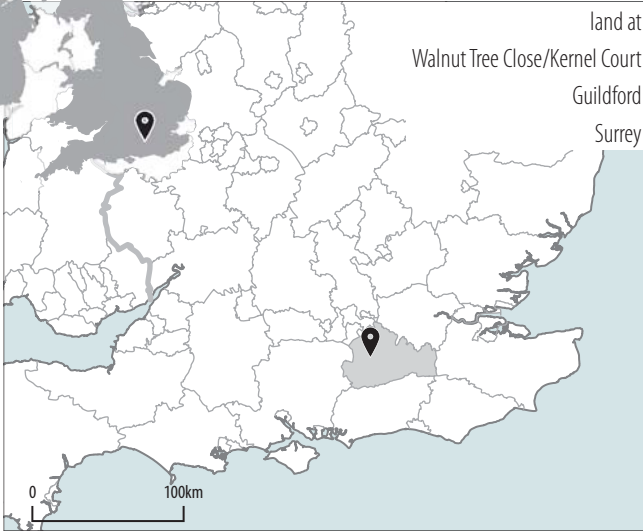 land at
Walnut Tree Close/Kernel Court
Guildford
Surrey
0 100km